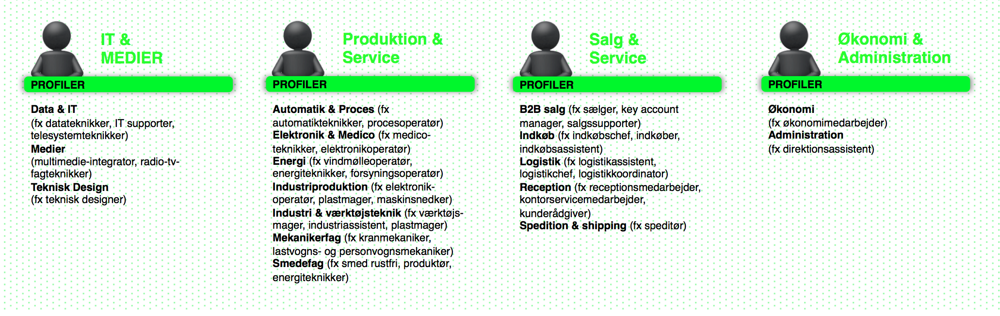 IT &
MEDIER
PROFILER
Data & IT
(fx datateknikker, IT supporter,
telesystemteknikker)
Medier
(multimedie-integrator, radio-tv-
fagteknikker)
Teknisk Design
(fx teknisk designer)
Produktion &
Service
PROFILER
Automatik & Proces (fx
automatikteknikker, procesoperatør)
Elektronik & Medico (fx medico-
teknikker, elektronikoperatør)
Energi (fx vindmølleoperatør,
energiteknikker, forsyningsoperatør)
Industriproduktion (fx elektronik-
operatør, plastmager, maskinsnedker)
Industri & værktøjsteknik (fx værktøjs-
mager, industriassistent, plastmager)
Mekanikerfag (fx kranmekaniker,
lastvogns- og personvognsmekaniker)
Smedefag (fx smed rustfri, produktør,
energiteknikker)
Salg &
Service
PROFILER
B2B salg (fx sælger, key account
manager, salgssupporter)
Indkøb (fx indkøbschef, indkøber,
indkøbsassistent)
Logistik (fx logistikassistent,
logistikchef, logistikkoordinator)
Reception (fx receptionsmedarbejder,
kontorservicemedarbejder,
kunderådgiver)
Spedition & shipping (fx speditør)
Økonomi &
Administration
PROFILER
Økonomi
(fx økonomimedarbejder)
Administration
(fx direktionsassistent)